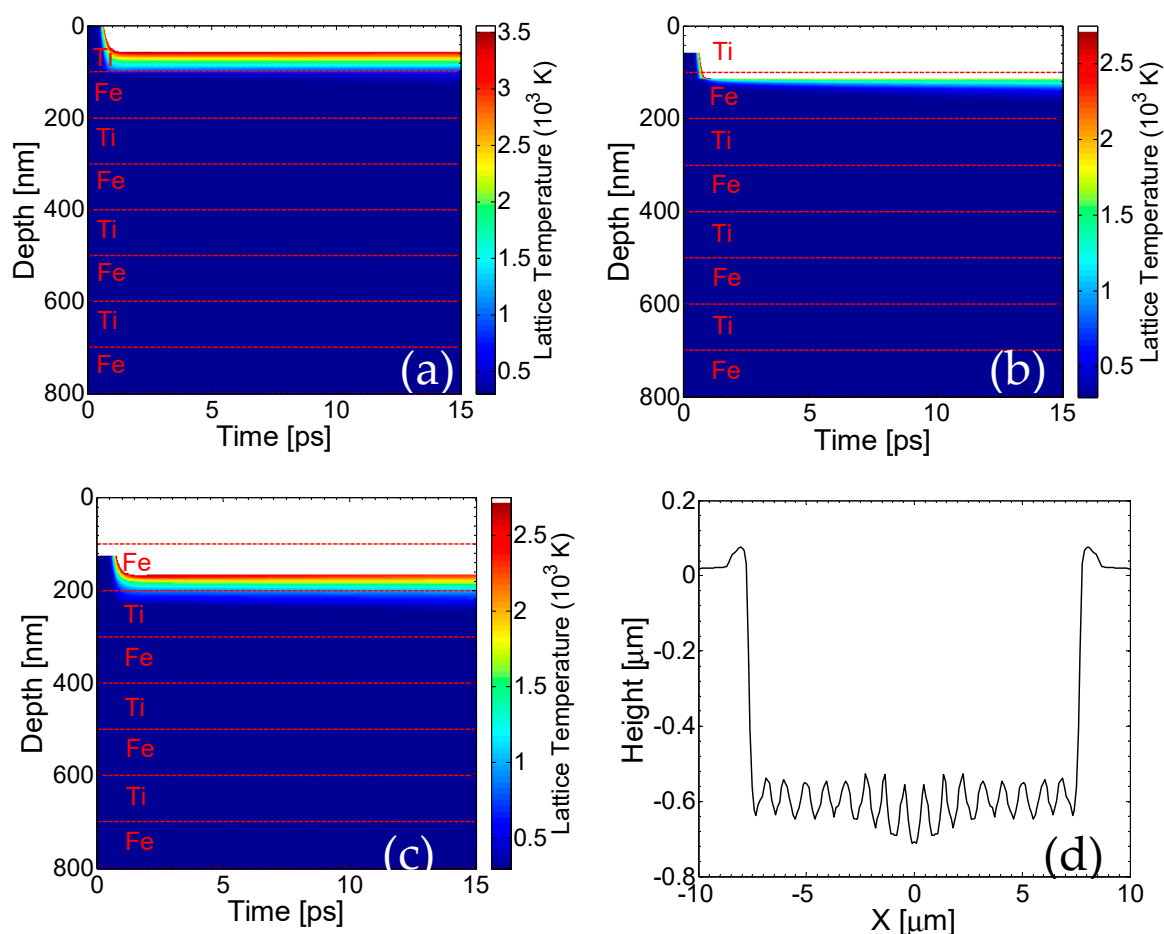 0
200
400
600
800
Depth [nm]
Ti
Fe
Ti
Fe
Ti
Fe
Ti
Fe
(a)
0
5
10
15
Time [ps]
3.5
3
2.5
2
1.5
1
0.5
Lattice Temperature (10³ K)
0
200
400
600
800
Depth [nm]
Ti
Fe
Ti
Fe
Ti
Fe
Ti
Fe
(b)
0
5
10
15
Time [ps]
2.5
2
1.5
1
0.5
Lattice Temperature (10³ K)
0
200
400
600
800
Depth [nm]
Fe
Ti
Fe
Ti
Fe
Ti
Fe
(c)
0
5
10
15
Time [ps]
2.5
2
1.5
1
0.5
Lattice Temperature (10³ K)
0.2
0
-0.2
-0.4
-0.6
-0.8
Height [μm]
(d)
-10
-5
0
5
10
X [μm]